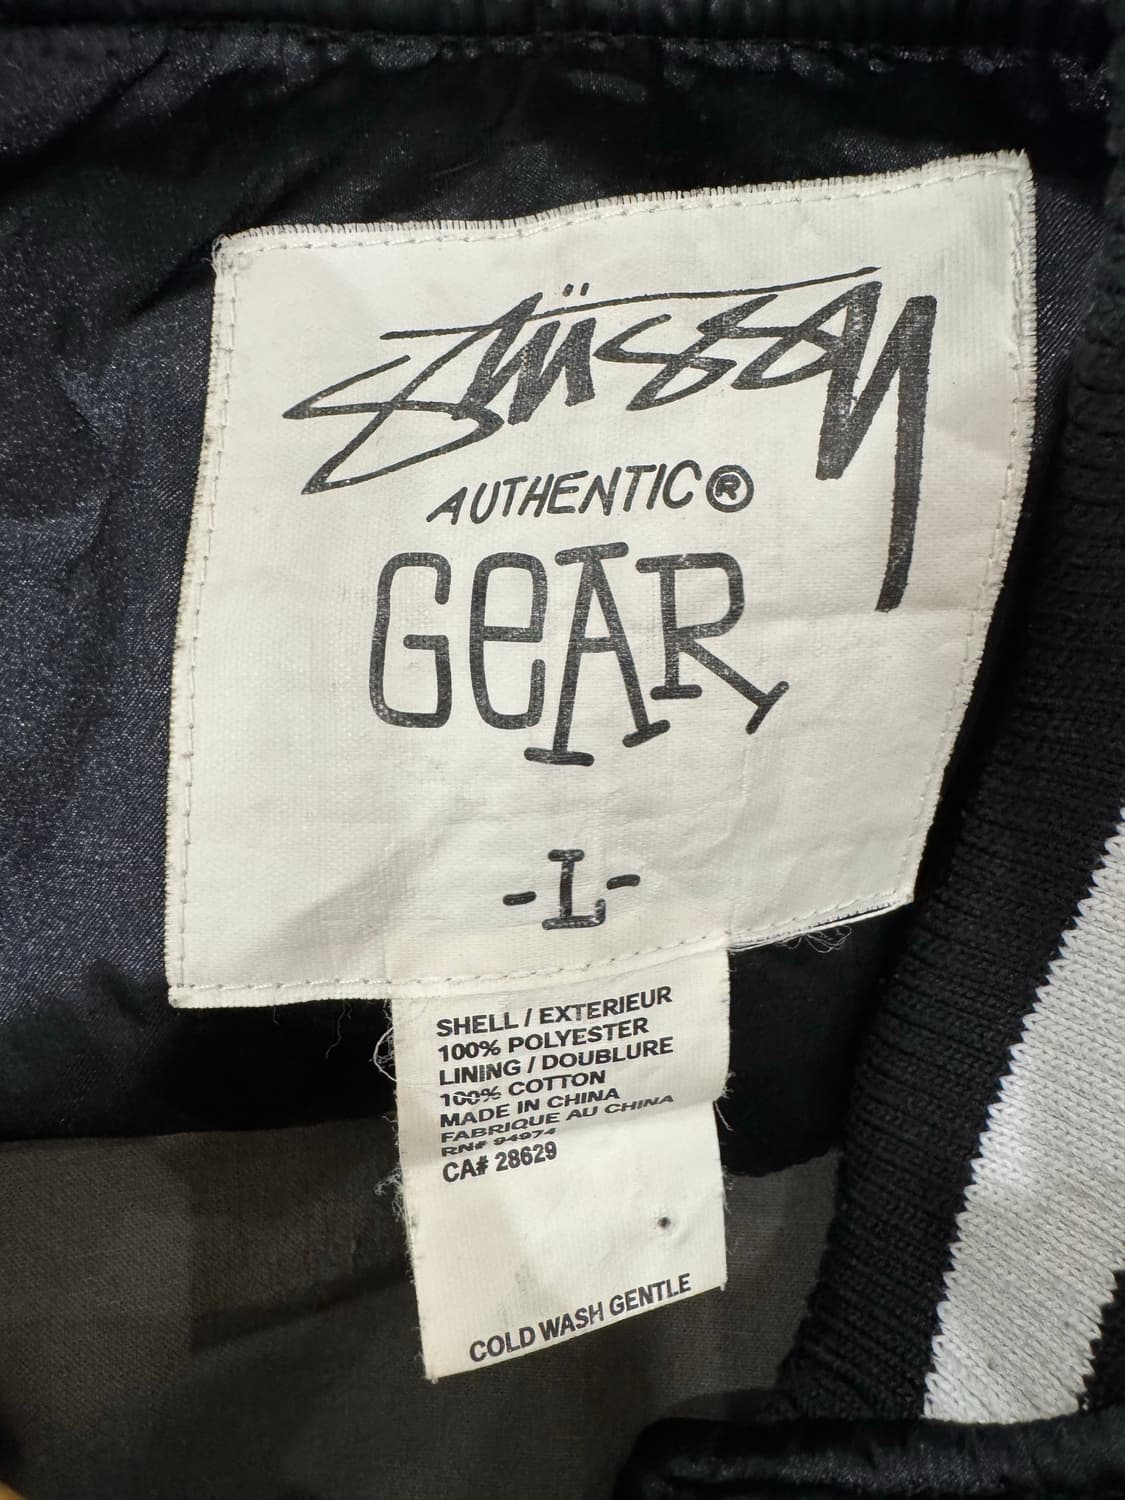 Stüssy
AUTHENTIC®
GeAR
-L-
SHELL / EXTERIEUR
100% POLYESTER
LINING / DOUBLURE
100% COTTON
MADE IN CHINA
FABRIQUE AU CHINA
RN# 94974
CA# 28629
COLD WASH GENTLE